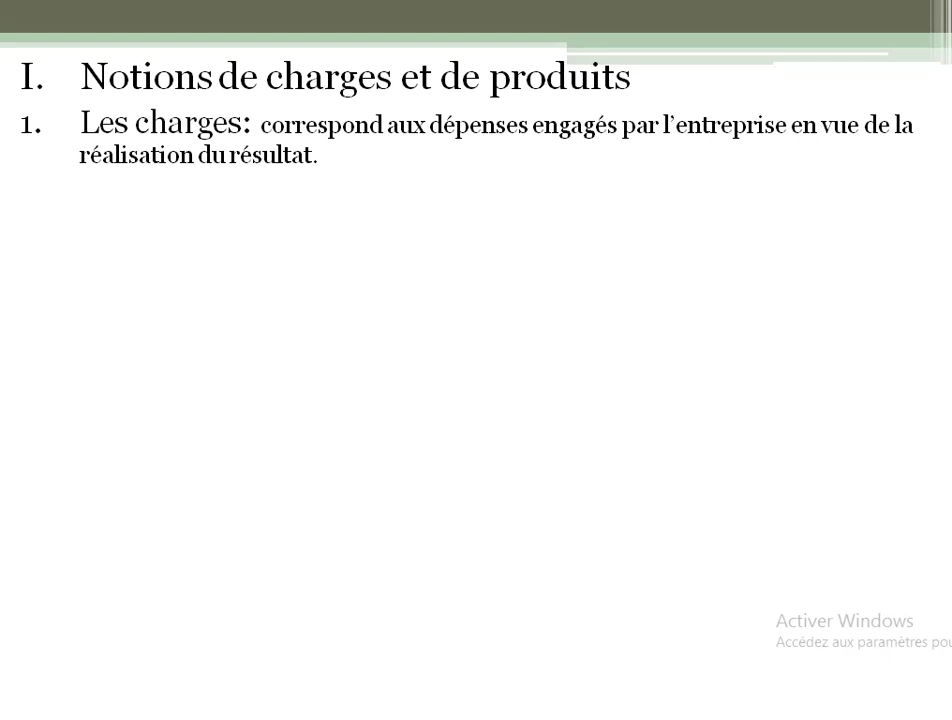 I. Notions de charges et de produits
1. Les charges: correspond aux dépenses engagés par l'entreprise en vue de la
réalisation du résultat.
Activer Windows
Accédez aux paramètres pou